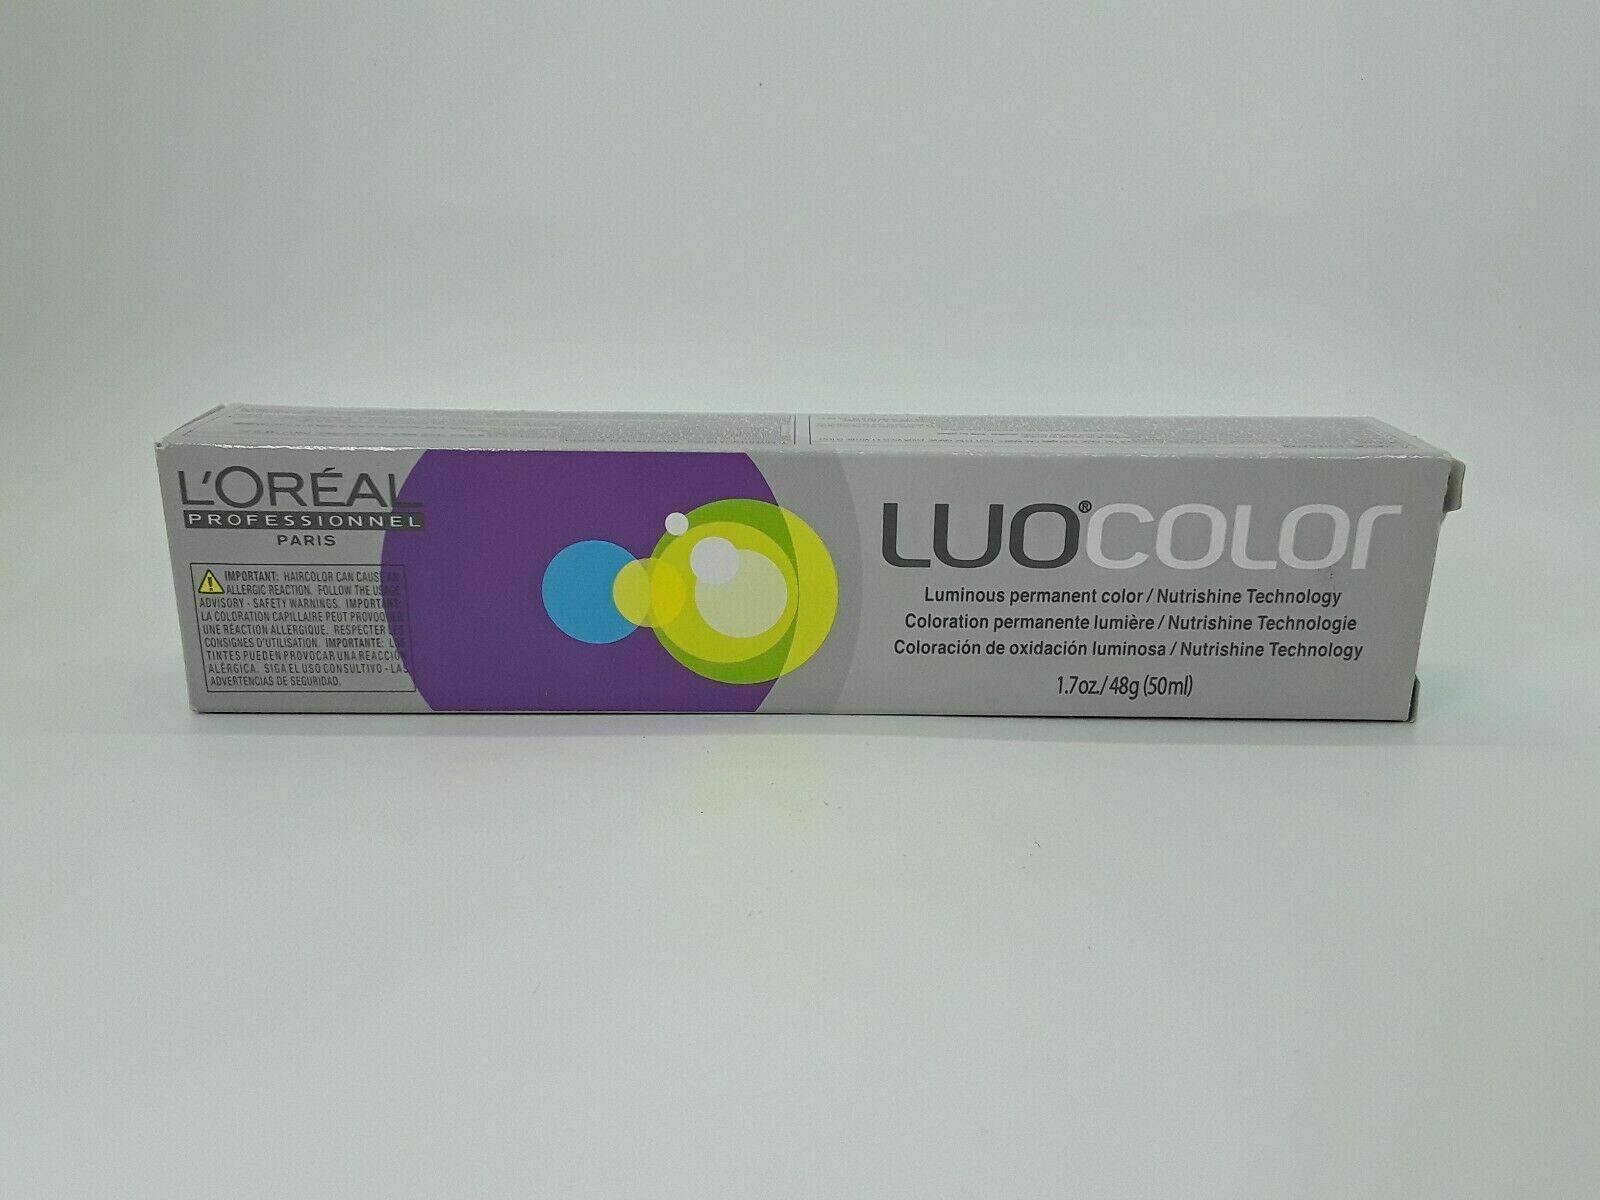 L'ORÉAL
PROFESSIONNEL
PARIS
IMPORTANT: HAIRCOLOR CAN CAUSE AN
ALLERGIC REACTION. FOLLOW THE USAGE
ADVISORY - SAFETY WARNINGS. IMPORTANT:
LA COLORATION CAPILLAIRE PEUT PROVOQUER
UNE RÉACTION ALLERGIQUE. RESPECTER LES
CONSIGNES D'UTILISATION. IMPORTANTE: LOS
TINTES PUEDEN PROVOCAR UNA REACCIÓN
ALÉRGICA. SIGA EL USO CONSULTIVO - LAS
ADVERTENCIAS DE SEGURIDAD.
LUO®COLOR
Luminous permanent color / Nutrishine Technology
Coloration permanente lumière / Nutrishine Technologie
Coloración de oxidación luminosa / Nutrishine Technology
1.7oz./48g (50ml)